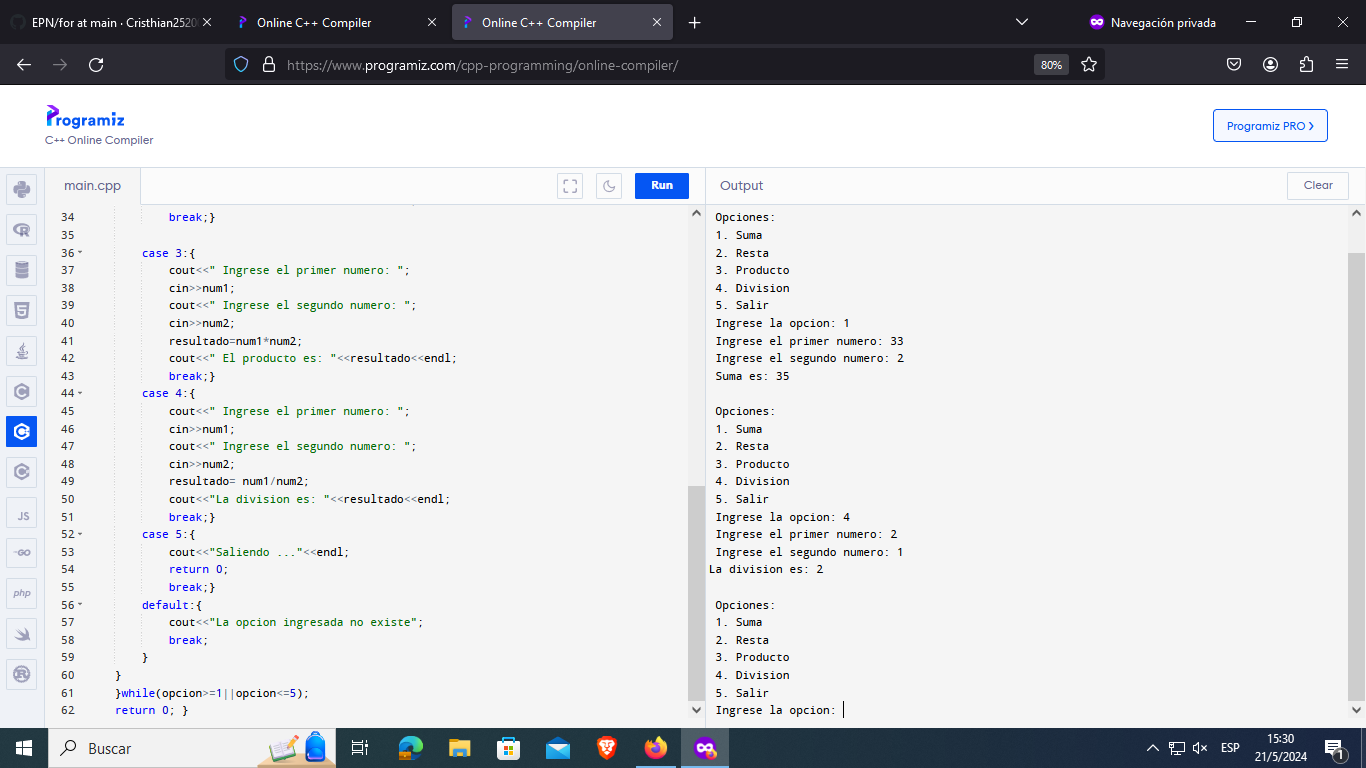 EPN/for at main · Cristhian2520
Online C++ Compiler
Online C++ Compiler
Navegación privada
https://www.programiz.com/cpp-programming/online-compiler/
80%
Programiz
C++ Online Compiler
Programiz PRO >
main.cpp
Run
Output
Clear
34 break;}
35
36 case 3:{
37 cout<<" Ingrese el primer numero: ";
38 cin>>num1;
39 cout<<" Ingrese el segundo numero: ";
40 cin>>num2;
41 resultado=num1*num2;
42 cout<<" El producto es: "<<resultado<<endl;
43 break;}
44 case 4:{
45 cout<<" Ingrese el primer numero: ";
46 cin>>num1;
47 cout<<" Ingrese el segundo numero: ";
48 cin>>num2;
49 resultado= num1/num2;
50 cout<<"La division es: "<<resultado<<endl;
51 break;}
52 case 5:{
53 cout<<"Saliendo ..."<<endl;
54 return 0;
55 break;}
56 default:{
57 cout<<"La opcion ingresada no existe";
58 break;
59 }
60 }
61 }while(opcion>=1||opcion<=5);
62 return 0; }
Opciones:
1. Suma
2. Resta
3. Producto
4. Division
5. Salir
Ingrese la opcion: 1
Ingrese el primer numero: 33
Ingrese el segundo numero: 2
Suma es: 35
Opciones:
1. Suma
2. Resta
3. Producto
4. Division
5. Salir
Ingrese la opcion: 4
Ingrese el primer numero: 2
Ingrese el segundo numero: 1
La division es: 2
Opciones:
1. Suma
2. Resta
3. Producto
4. Division
5. Salir
Ingrese la opcion:
JS
GO
php
Buscar
ESP
15:30
21/5/2024
1